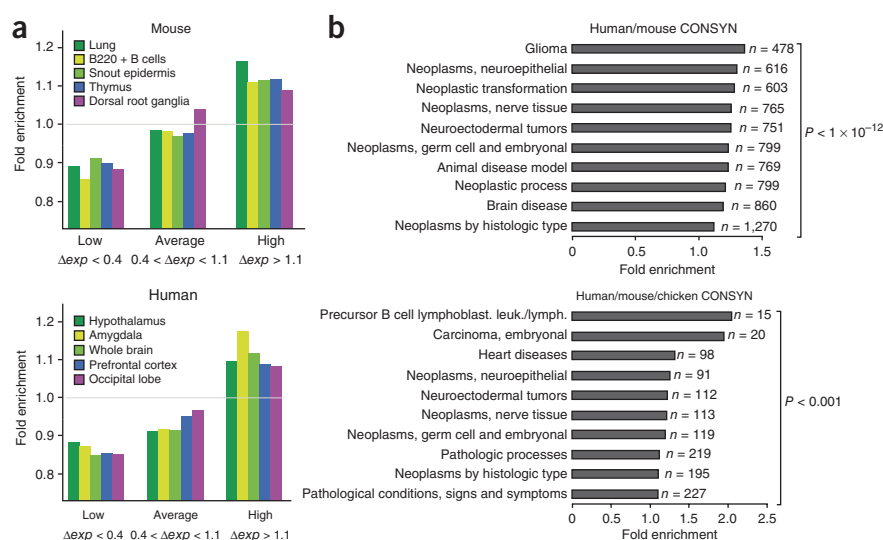 a
Mouse
Lung
B220 + B cells
Snout epidermis
Thymus
Dorsal root ganglia
Fold enrichment
1.2
1.1
1.0
0.9
0.8
Low
Average
High
Δexp < 0.4
0.4 < Δexp < 1.1
Δexp > 1.1
Human
Hypothalamus
Amygdala
Whole brain
Prefrontal cortex
Occipital lobe
Fold enrichment
1.2
1.1
1.0
0.9
0.8
Low
Average
High
Δexp < 0.4
0.4 < Δexp < 1.1
Δexp > 1.1
b
Human/mouse CONSYN
Glioma n = 478
Neoplasms, neuroepithelial n = 616
Neoplastic transformation n = 603
Neoplasms, nerve tissue n = 765
Neuroectodermal tumors n = 751
Neoplasms, germ cell and embryonal n = 799
Animal disease model n = 769
Neoplastic process n = 799
Brain disease n = 860
Neoplasms by histologic type n = 1,270
P < 1 × 10⁻¹²
0 0.5 1.0 1.5
Fold enrichment
Human/mouse/chicken CONSYN
Precursor B cell lymphoblast. leuk./lymph. n = 15
Carcinoma, embryonal n = 20
Heart diseases n = 98
Neoplasms, neuroepithelial n = 91
Neuroectodermal tumors n = 112
Neoplasms, nerve tissue n = 113
Neoplasms, germ cell and embryonal n = 119
Pathologic processes n = 219
Neoplasms by histologic type n = 195
Pathological conditions, signs and symptoms n = 227
P < 0.001
0 0.5 1.0 1.5 2.0 2.5
Fold enrichment